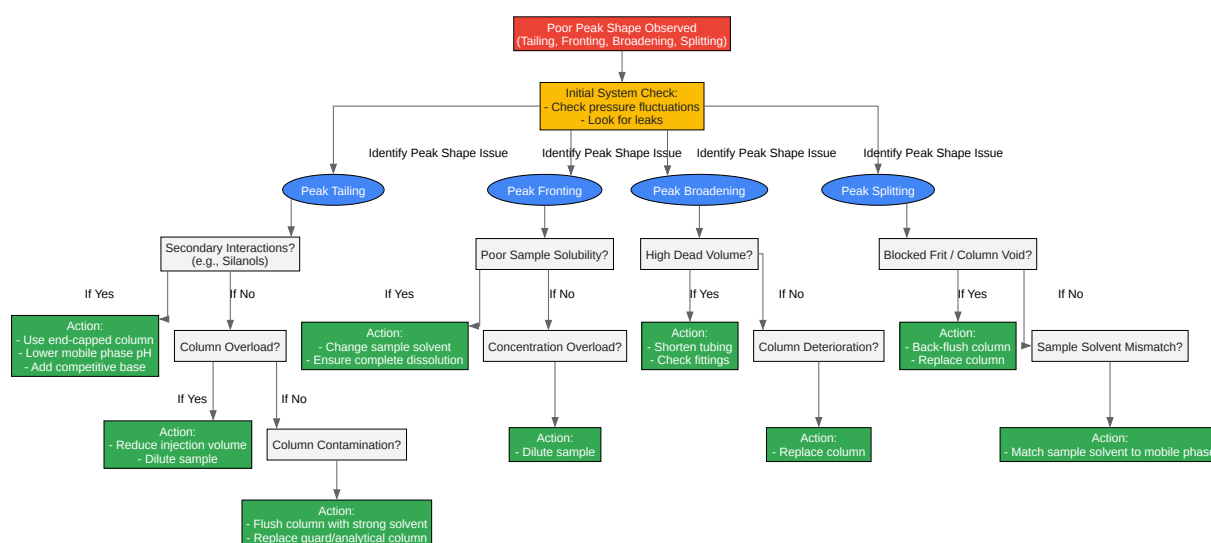 Poor Peak Shape Observed
(Tailing, Fronting, Broadening, Splitting)
Initial System Check:
- Check pressure fluctuations
- Look for leaks
Identify Peak Shape Issue
Identify Peak Shape Issue
Identify Peak Shape Issue
Identify Peak Shape Issue
Peak Tailing
Peak Fronting
Peak Broadening
Peak Splitting
Secondary Interactions?
(e.g., Silanols)
Poor Sample Solubility?
High Dead Volume?
Blocked Frit / Column Void?
If Yes
If No
If Yes
If No
If Yes
If No
If Yes
If No
Action:
- Use end-capped column
- Lower mobile phase pH
- Add competitive base
Column Overload?
Action:
- Change sample solvent
- Ensure complete dissolution
Concentration Overload?
Action:
- Shorten tubing
- Check fittings
Column Deterioration?
Action:
- Back-flush column
- Replace column
Sample Solvent Mismatch?
If Yes
If No
Action:
- Reduce injection volume
- Dilute sample
Column Contamination?
Action:
- Dilute sample
Action:
- Replace column
Action:
- Match sample solvent to mobile phase
Action:
- Flush column with strong solvent
- Replace guard/analytical column